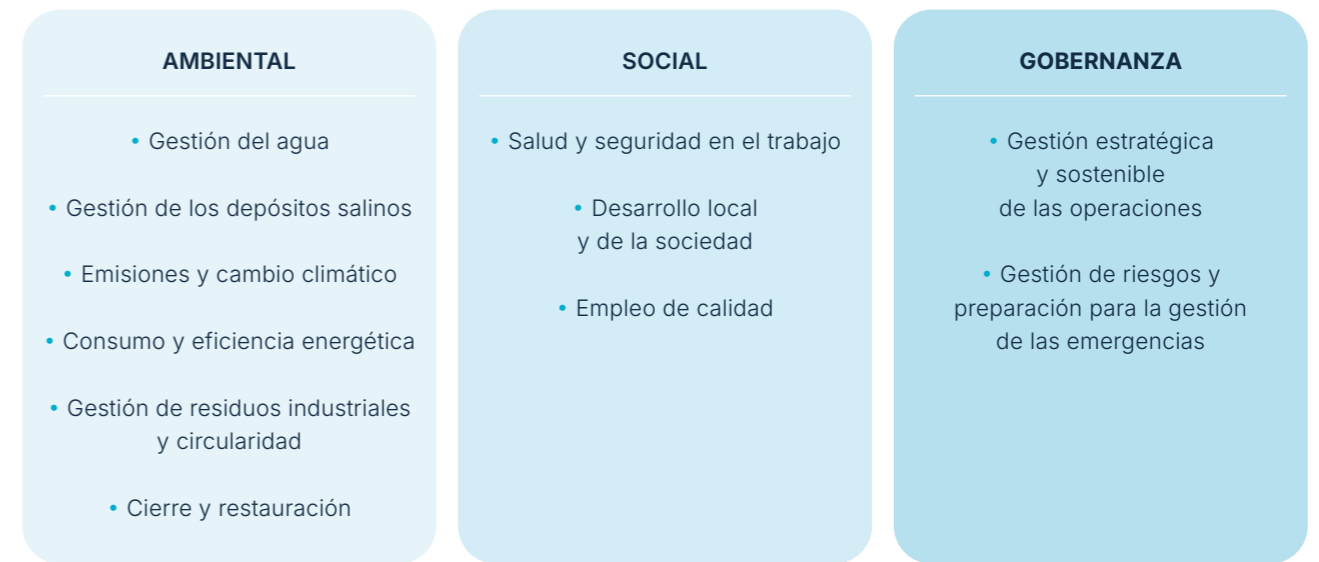 AMBIENTAL
• Gestión del agua
• Gestión de los depósitos salinos
• Emisiones y cambio climático
• Consumo y eficiencia energética
• Gestión de residuos industriales
y circularidad
• Cierre y restauración
SOCIAL
• Salud y seguridad en el trabajo
• Desarrollo local
y de la sociedad
• Empleo de calidad
GOBERNANZA
• Gestión estratégica
y sostenible
de las operaciones
• Gestión de riesgos y
preparación para la gestión
de las emergencias